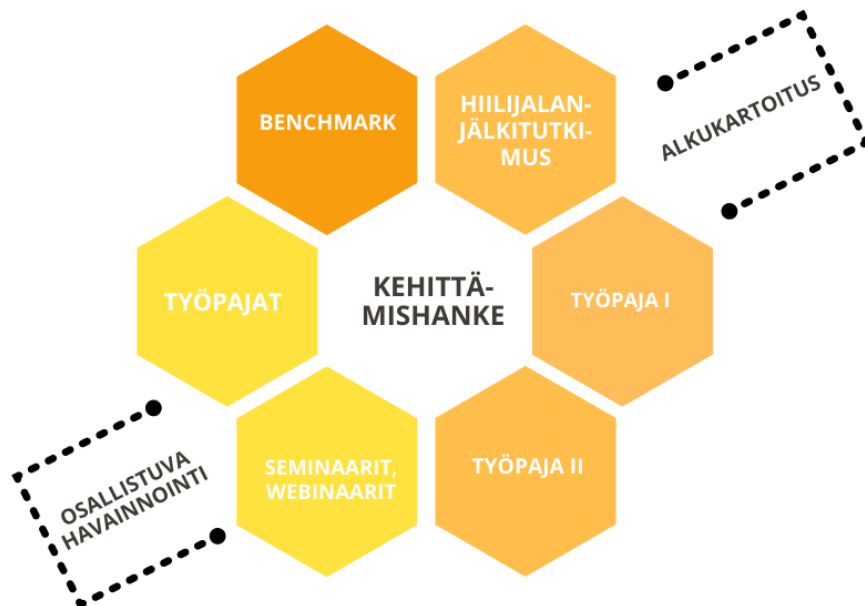 BENCHMARK
HIILIJALAN-
JÄLKITUTKI-
MUS
ALKUKARTOITUS
TYÖPAJAT
KEHITTÄ-
MISHANKE
TYÖPAJA I
OSALLISTUVA
HAVAINNOINTI
SEMINAARIT,
WEBINAARIT
TYÖPAJA II